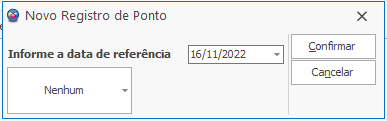 Novo Registro de Ponto
Informe a data de referência 16/11/2022
Confirmar
Cancelar
Nenhum